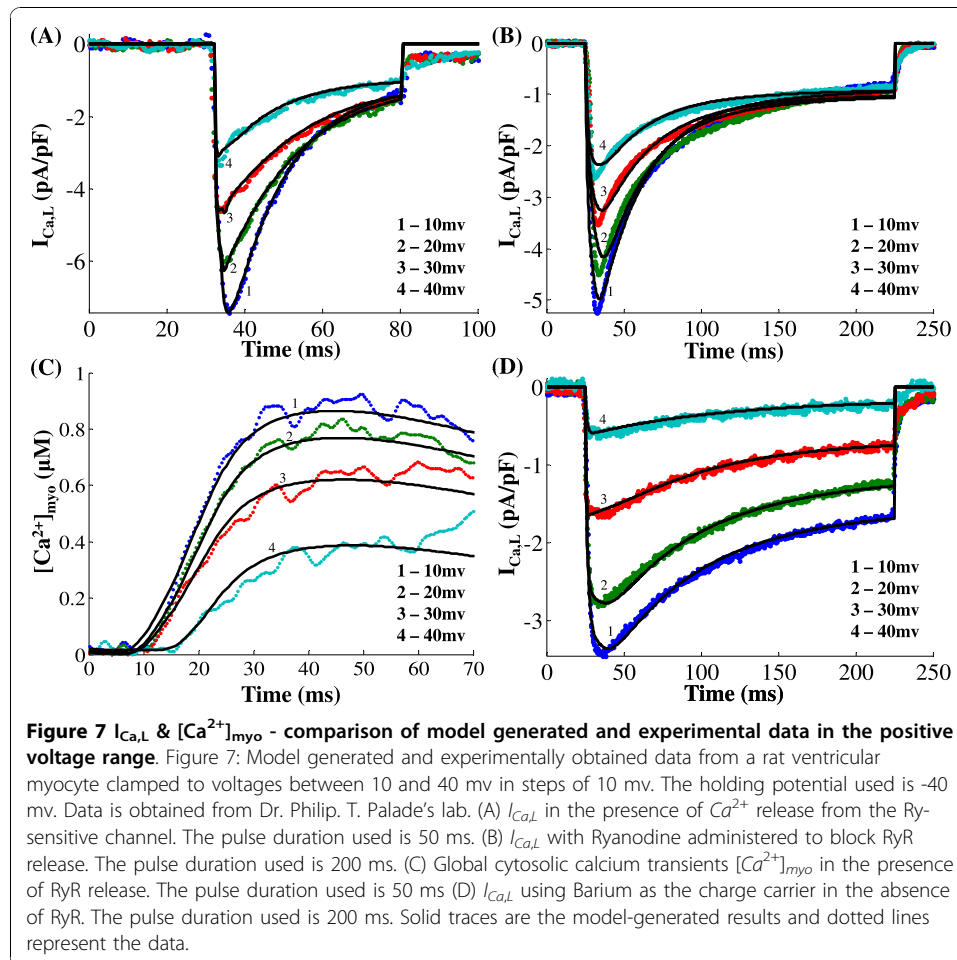 (A)
0
-2
-4
-6
I_Ca,L (pA/pF)
4
3
2
1
1 – 10mv
2 – 20mv
3 – 30mv
4 – 40mv
0 20 40 60 80 100
Time (ms)
(B)
0
-1
-2
-3
-4
-5
I_Ca,L (pA/pF)
4
3
2
1
1 – 10mv
2 – 20mv
3 – 30mv
4 – 40mv
0 50 100 150 200 250
Time (ms)
(C)
1
0.8
0.6
0.4
0.2
0
[Ca²⁺]_myo (μM)
1
2
3
4
1 – 10mv
2 – 20mv
3 – 30mv
4 – 40mv
0 10 20 30 40 50 60 70
Time (ms)
(D)
0
-1
-2
-3
I_Ca,L (pA/pF)
4
3
2
1
1 – 10mv
2 – 20mv
3 – 30mv
4 – 40mv
0 50 100 150 200 250
Time (ms)
Figure 7 I_Ca,L & [Ca²⁺]_myo - comparison of model generated and experimental data in the positive
voltage range. Figure 7: Model generated and experimentally obtained data from a rat ventricular
myocyte clamped to voltages between 10 and 40 mv in steps of 10 mv. The holding potential used is -40
mv. Data is obtained from Dr. Philip. T. Palade's lab. (A) I_Ca,L in the presence of Ca²⁺ release from the Ry-
sensitive channel. The pulse duration used is 50 ms. (B) I_Ca,L with Ryanodine administered to block RyR
release. The pulse duration used is 200 ms. (C) Global cytosolic calcium transients [Ca²⁺]_myo in the presence
of RyR release. The pulse duration used is 50 ms (D) I_Ca,L using Barium as the charge carrier in the absence
of RyR. The pulse duration used is 200 ms. Solid traces are the model-generated results and dotted lines
represent the data.